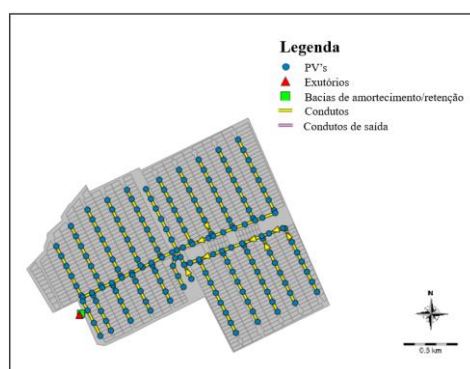 Legenda
PV's
Exutórios
Bacias de amortecimento/retenção
Condutos
Condutos de saída
N
0.5 km